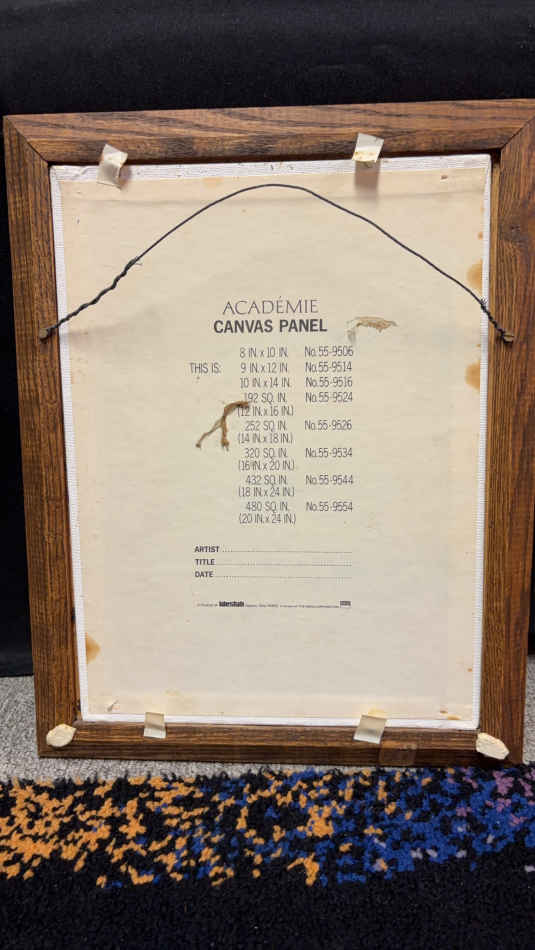 ACADÉMIE
CANVAS PANEL
8 IN. x 10 IN. No. 55-9506
THIS IS: 9 IN. x 12 IN. No. 55-9514
10 IN. x 14 IN. No. 55-9516
192 SQ. IN. No. 55-9524
(12 IN. x 16 IN.)
252 SQ. IN. No. 55-9526
(14 IN. x 18 IN.)
320 SQ. IN. No. 55-9534
(16 IN. x 20 IN.)
432 SQ. IN. No. 55-9544
(18 IN. x 24 IN.)
480 SQ. IN. No. 55-9554
(20 IN. x 24 IN.)
ARTIST
TITLE
DATE